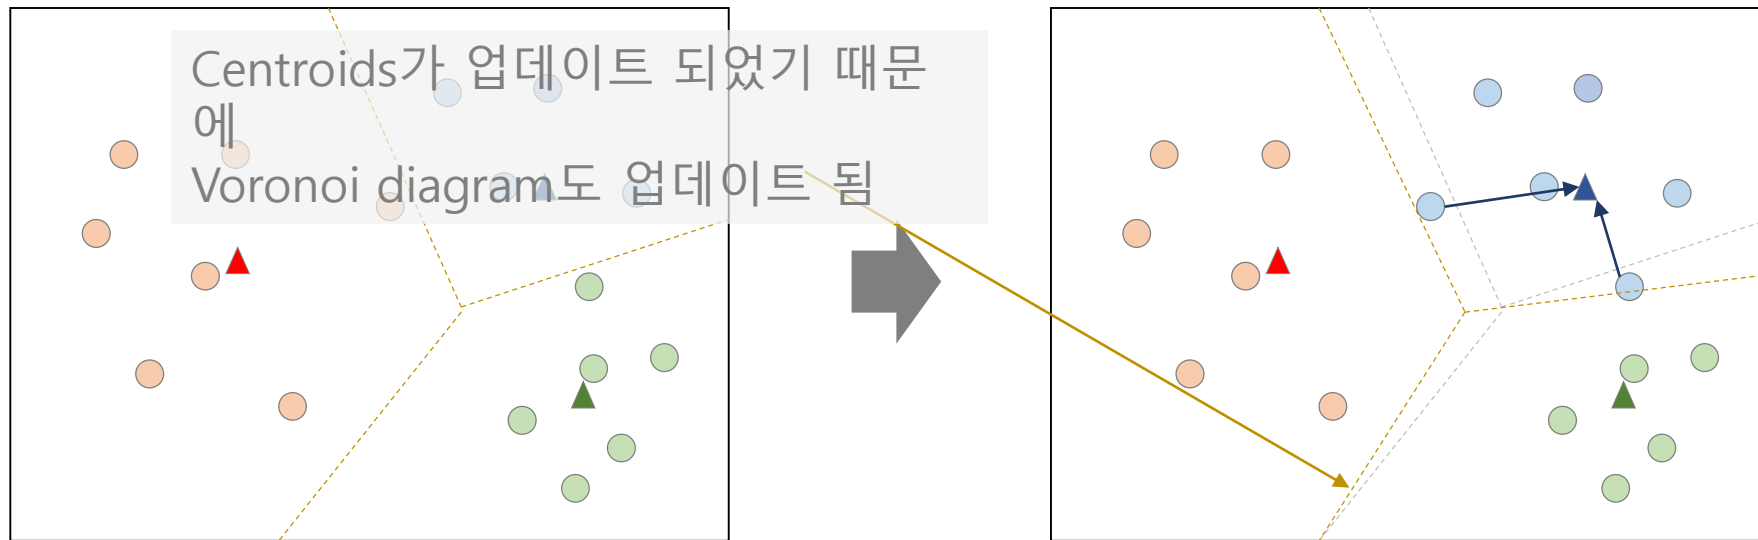 Centroids가 업데이트 되었기 때문
에
Voronoi diagram도 업데이트 됨